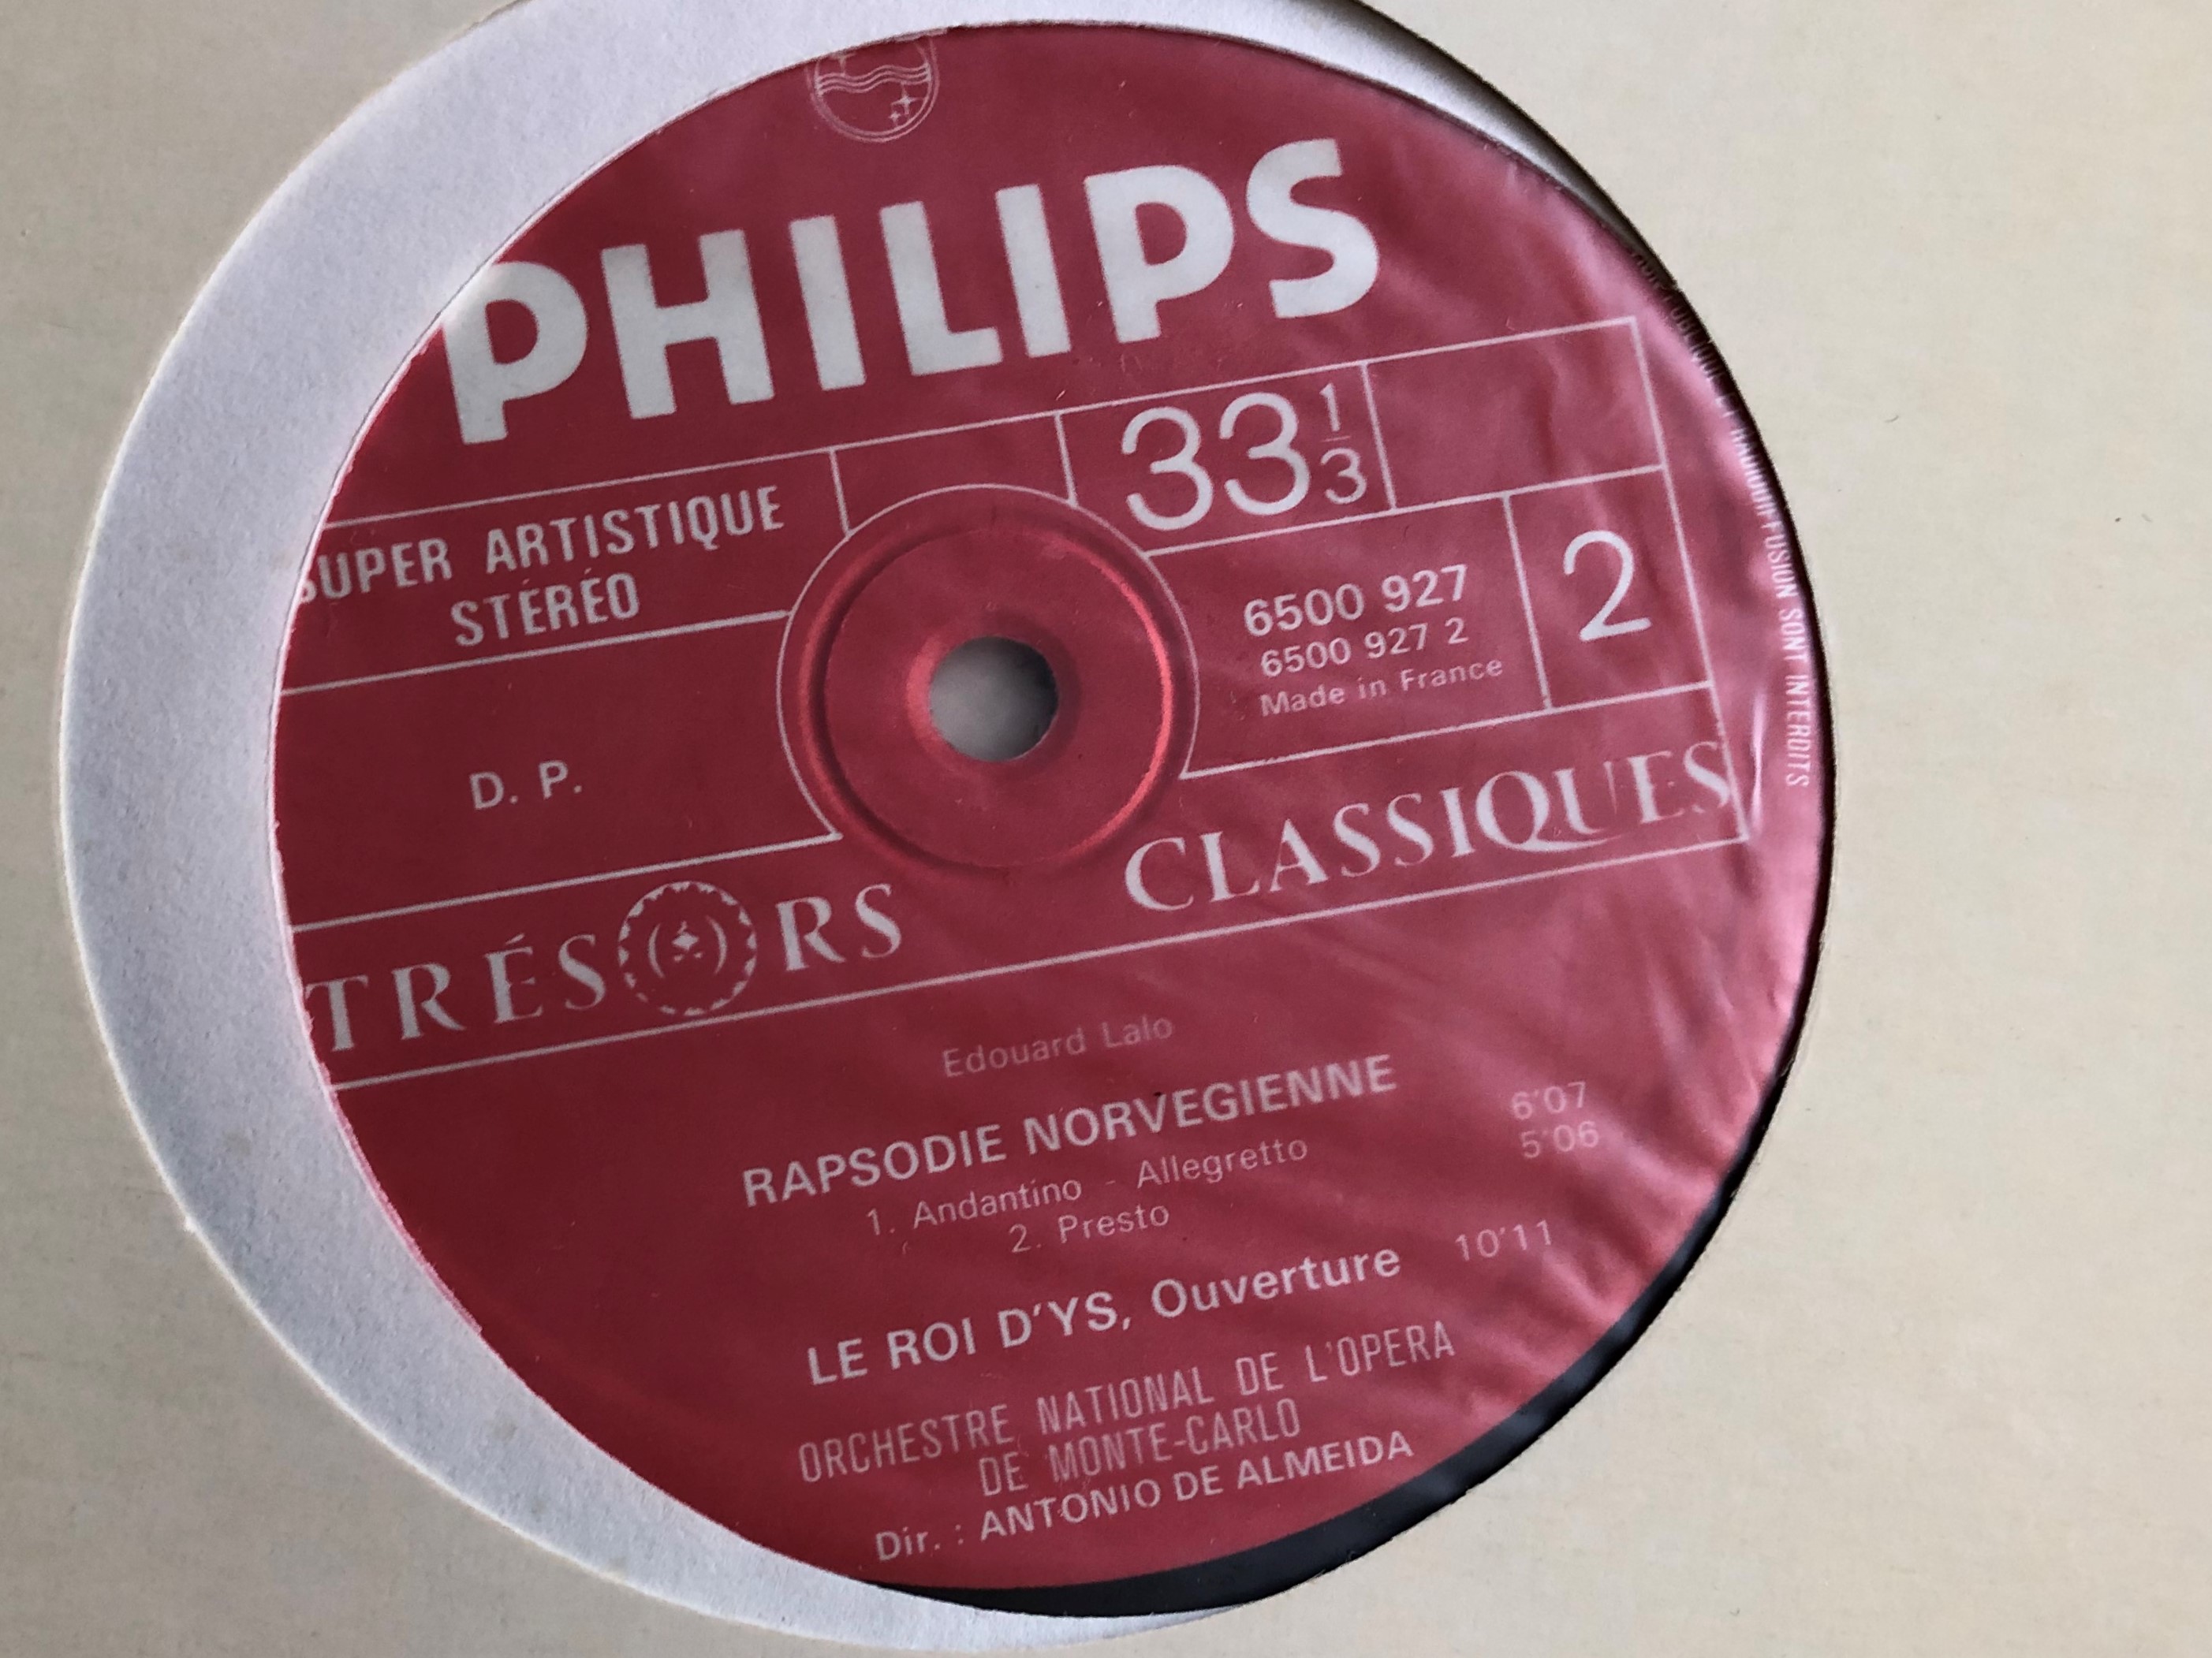 PHILIPS
SUPER ARTISTIQUE
STÉRÉO
33 1/3
6500 927
6500 927 2
Made in France
2
D. P.
TRÉSORS CLASSIQUES
Edouard Lalo
RAPSODIE NORVEGIENNE
1. Andantino - Allegretto 6'07
2. Presto 5'06
LE ROI D'YS, Ouverture 10'11
ORCHESTRE NATIONAL DE L'OPERA
DE MONTE-CARLO
Dir. : ANTONIO DE ALMEIDA
RADIODIFFUSION SONT INTERDITS